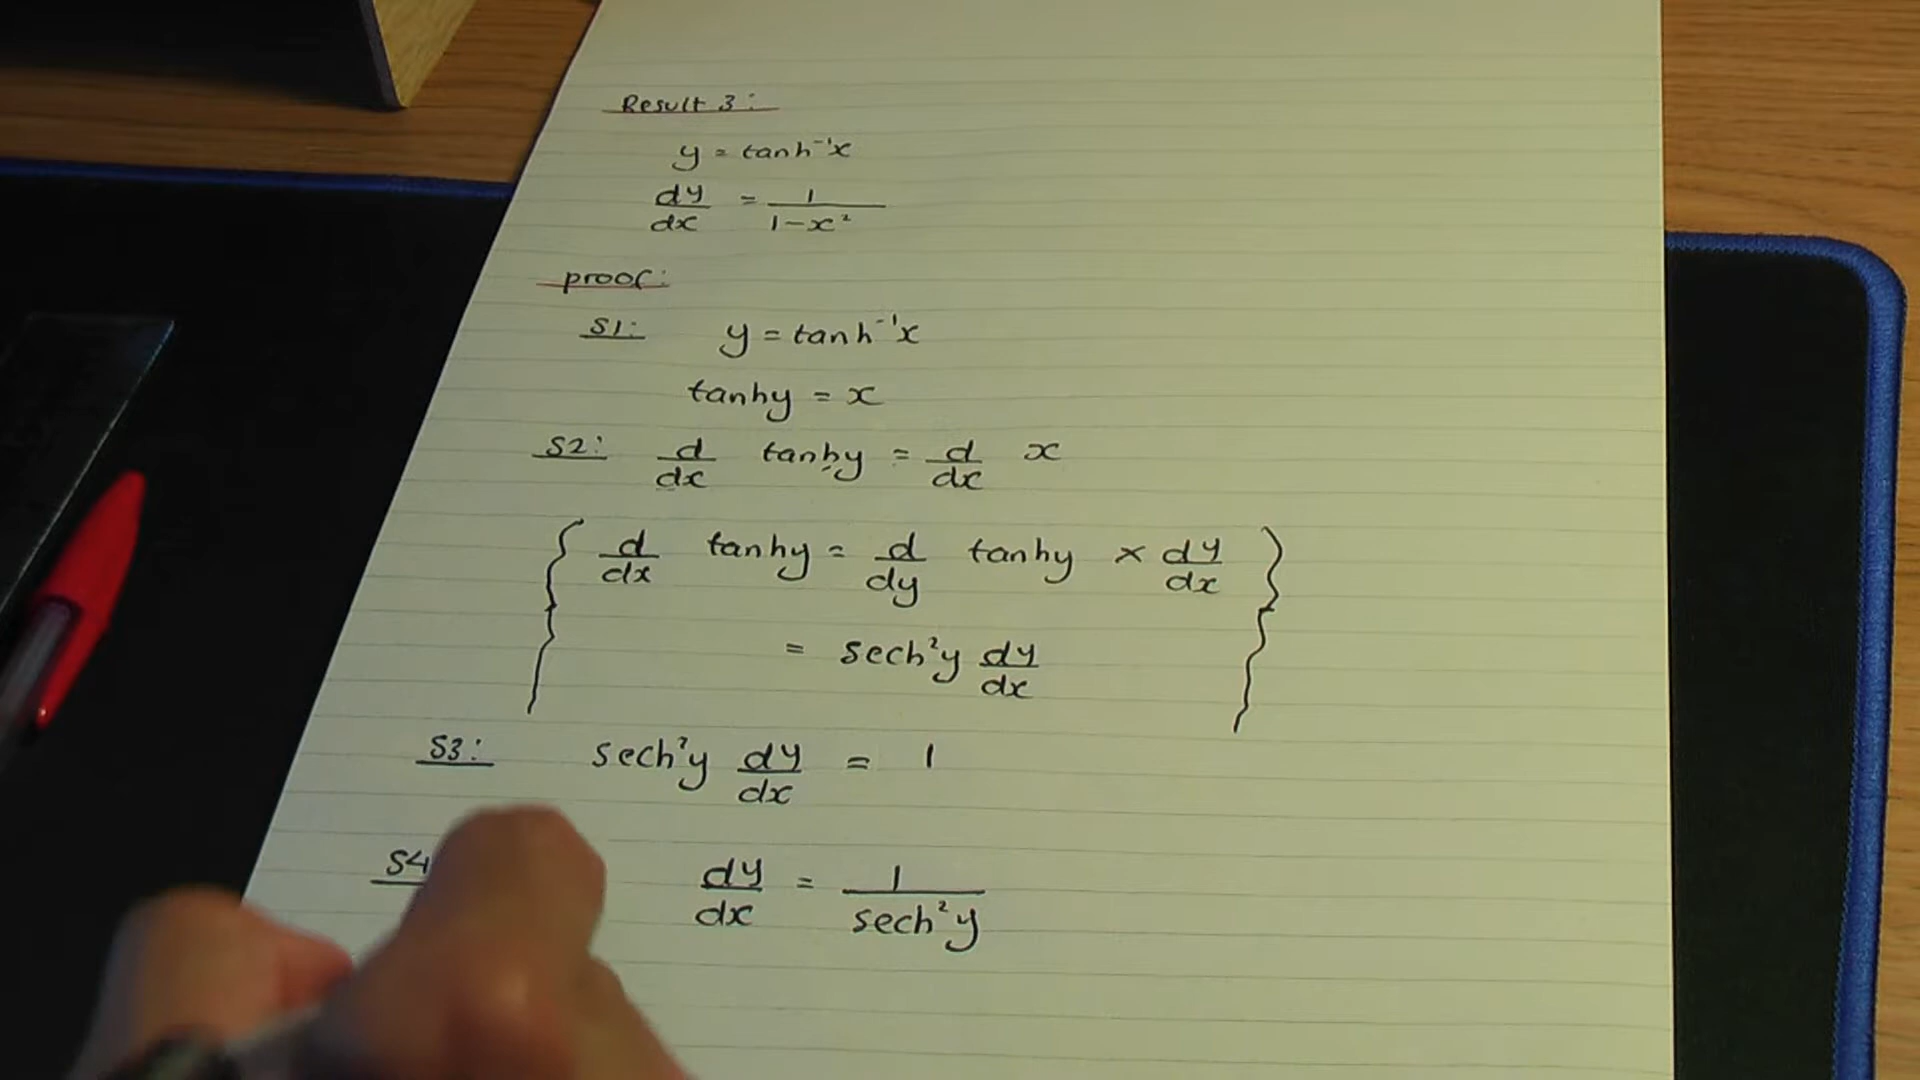 Result 3:
y = tanh⁻¹x
dy/dx = 1/(1-x²)
proof:
S1: y = tanh⁻¹x
tanhy = x
S2: d/dx tanhy = d/dx x
{ d/dx tanhy = d/dy tanhy × dy/dx }
= sech²y dy/dx
S3: sech²y dy/dx = 1
S4 dy/dx = 1/sech²y